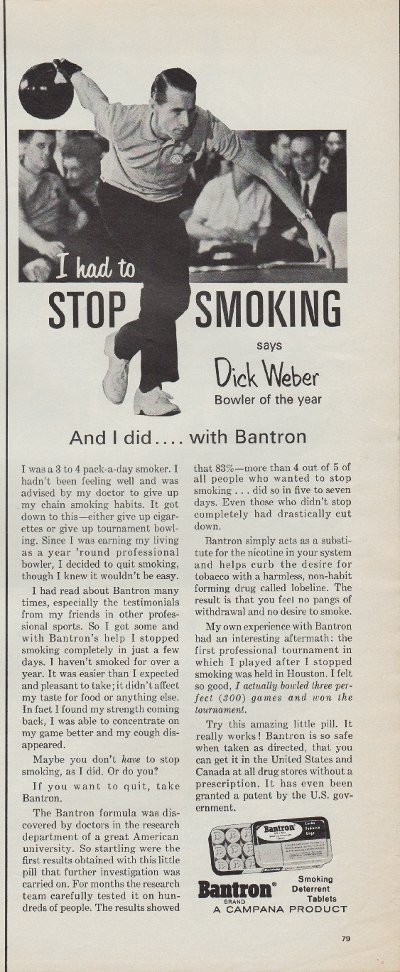 I had to
STOP SMOKING
says
Dick Weber
Bowler of the year
And I did.... with Bantron
I was a 3 to 4 pack-a-day smoker. I
hadn't been feeling well and was
advised by my doctor to give up
my chain smoking habits. It got
down to this—either give up cigar-
ettes or give up tournament bowl-
ing. Since I was earning my living
as a year 'round professional
bowler, I decided to quit smoking,
though I knew it wouldn't be easy.
I had read about Bantron many
times, especially the testimonials
from my friends in other profes-
sional sports. So I got some and
with Bantron's help I stopped
smoking completely in just a few
days. I haven't smoked for over a
year. It was easier than I expected
and pleasant to take; it didn't affect
my taste for food or anything else.
In fact I found my strength coming
back, I was able to concentrate on
my game better and my cough dis-
appeared.
Maybe you don't have to stop
smoking, as I did. Or do you?
If you want to quit, take
Bantron.
The Bantron formula was dis-
covered by doctors in the research
department of a great American
university. So startling were the
first results obtained with this little
pill that further investigation was
carried on. For months the research
team carefully tested it on hun-
dreds of people. The results showed
that 83%—more than 4 out of 5 of
all people who wanted to stop
smoking . . . did so in five to seven
days. Even those who didn't stop
completely had drastically cut
down.
Bantron simply acts as a substi-
tute for the nicotine in your system
and helps curb the desire for
tobacco with a harmless, non-habit
forming drug called lobeline. The
result is that you feel no pangs of
withdrawal and no desire to smoke.
My own experience with Bantron
had an interesting aftermath: the
first professional tournament in
which I played after I stopped
smoking was held in Houston. I felt
so good, I actually bowled three per-
fect (300) games and won the
tournament.
Try this amazing little pill. It
really works! Bantron is so safe
when taken as directed, that you
can get it in the United States and
Canada at all drug stores without a
prescription. It has even been
granted a patent by the U.S. gov-
ernment.
Bantron
Bantron®
BRAND
Smoking
Deterrent
Tablets
A CAMPANA PRODUCT
79